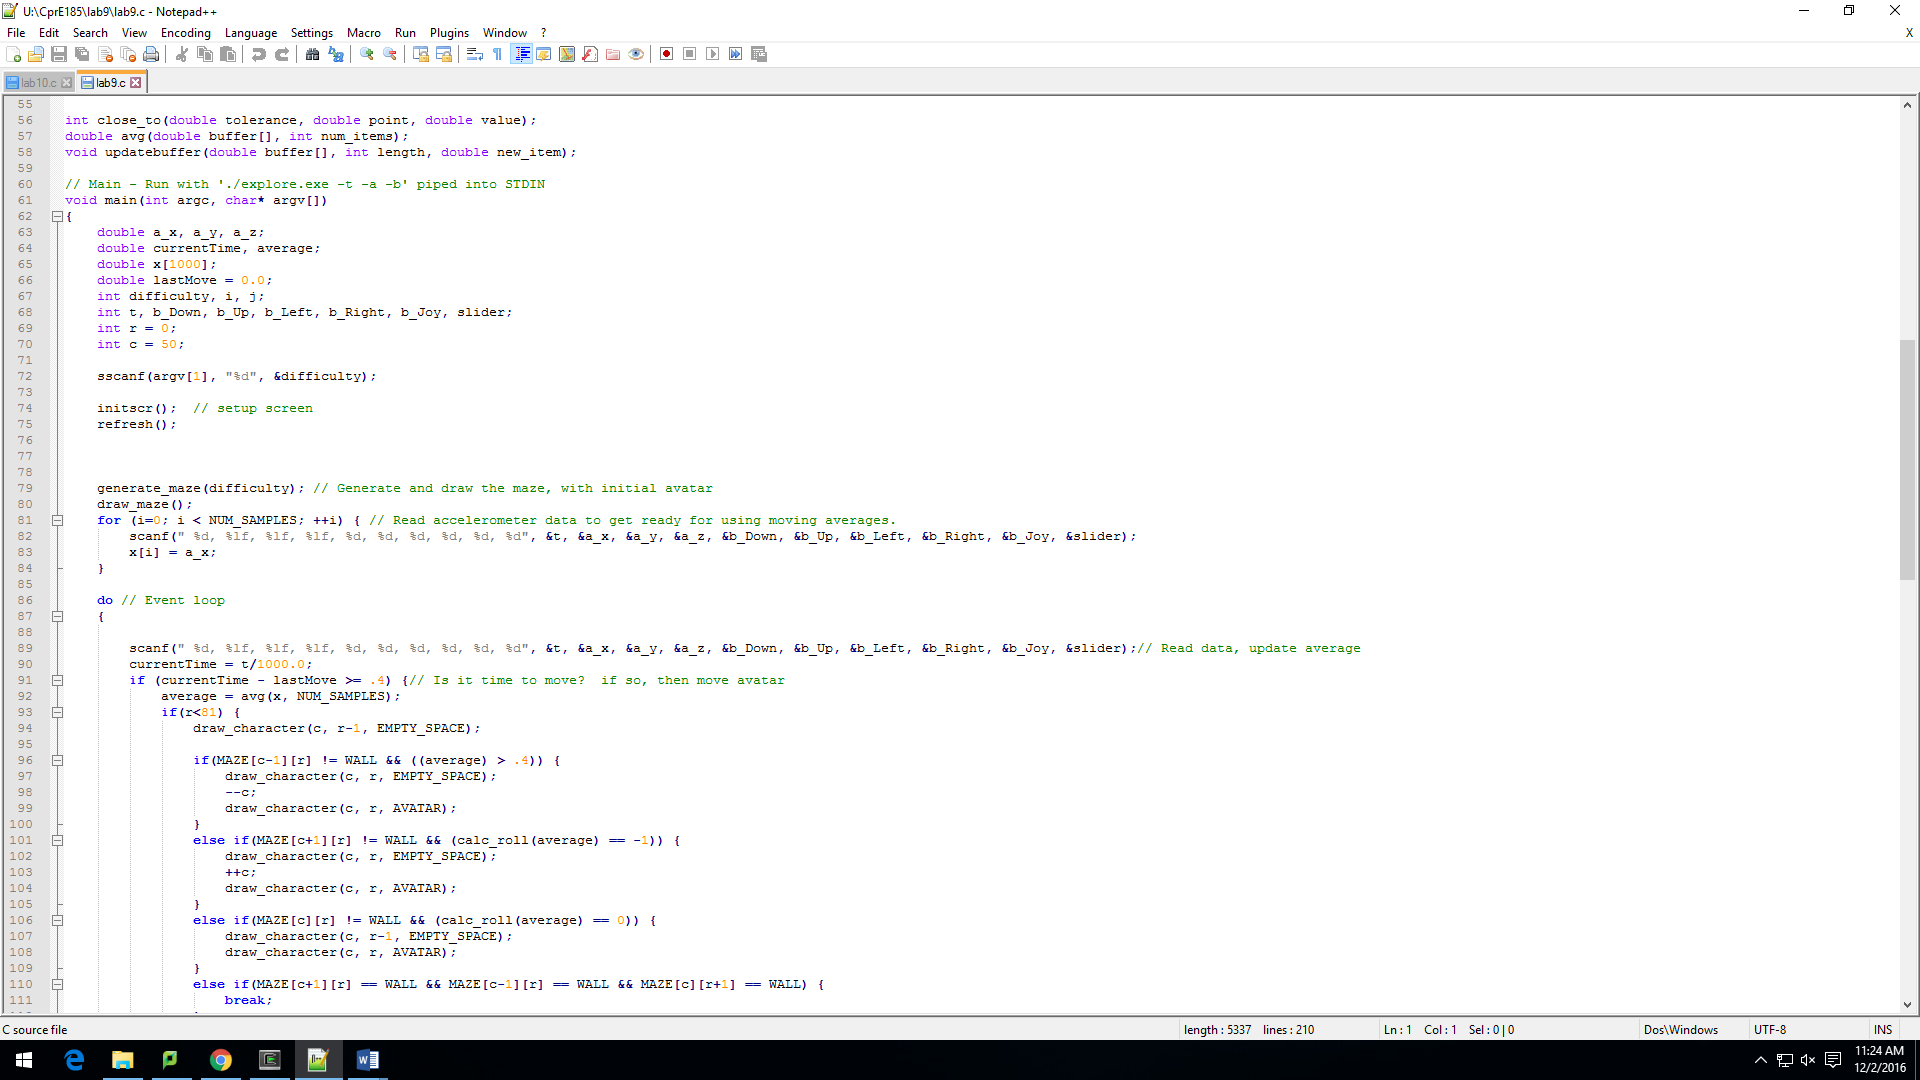 U:\CprE185\lab9\lab9.c - Notepad++
File Edit Search View Encoding Language Settings Macro Run Plugins Window ? X
lab10.c lab9.c
55
56 int close_to(double tolerance, double point, double value);
57 double avg(double buffer[], int num_items);
58 void updatebuffer(double buffer[], int length, double new_item);
59
60 // Main - Run with './explore.exe -t -a -b' piped into STDIN
61 void main(int argc, char* argv[])
62 {
63 double a_x, a_y, a_z;
64 double currentTime, average;
65 double x[1000];
66 double lastMove = 0.0;
67 int difficulty, i, j;
68 int t, b_Down, b_Up, b_Left, b_Right, b_Joy, slider;
69 int r = 0;
70 int c = 50;
71
72 sscanf(argv[1], "%d", &difficulty);
73
74 initscr();  // setup screen
75 refresh();
76
77
78
79 generate_maze(difficulty); // Generate and draw the maze, with initial avatar
80 draw_maze();
81 for (i=0; i < NUM_SAMPLES; ++i) { // Read accelerometer data to get ready for using moving averages.
82 scanf(" %d, %lf, %lf, %lf, %d, %d, %d, %d, %d, %d", &t, &a_x, &a_y, &a_z, &b_Down, &b_Up, &b_Left, &b_Right, &b_Joy, &slider);
83 x[i] = a_x;
84 }
85
86 do // Event loop
87 {
88
89 scanf(" %d, %lf, %lf, %lf, %d, %d, %d, %d, %d, %d", &t, &a_x, &a_y, &a_z, &b_Down, &b_Up, &b_Left, &b_Right, &b_Joy, &slider);// Read data, update average
90 currentTime = t/1000.0;
91 if (currentTime - lastMove >= .4) {// Is it time to move?  if so, then move avatar
92 average = avg(x, NUM_SAMPLES);
93 if(r<81) {
94 draw_character(c, r-1, EMPTY_SPACE);
95
96 if(MAZE[c-1][r] != WALL && ((average) > .4)) {
97 draw_character(c, r, EMPTY_SPACE);
98 --c;
99 draw_character(c, r, AVATAR);
100 }
101 else if(MAZE[c+1][r] != WALL && (calc_roll(average) == -1)) {
102 draw_character(c, r, EMPTY_SPACE);
103 ++c;
104 draw_character(c, r, AVATAR);
105 }
106 else if(MAZE[c][r] != WALL && (calc_roll(average) == 0)) {
107 draw_character(c, r-1, EMPTY_SPACE);
108 draw_character(c, r, AVATAR);
109 }
110 else if(MAZE[c+1][r] == WALL && MAZE[c-1][r] == WALL && MAZE[c][r+1] == WALL) {
111 break;
C source file length : 5337 lines : 210 Ln : 1 Col : 1 Sel : 0 | 0 Dos\Windows UTF-8 INS
11:24 AM
12/2/2016